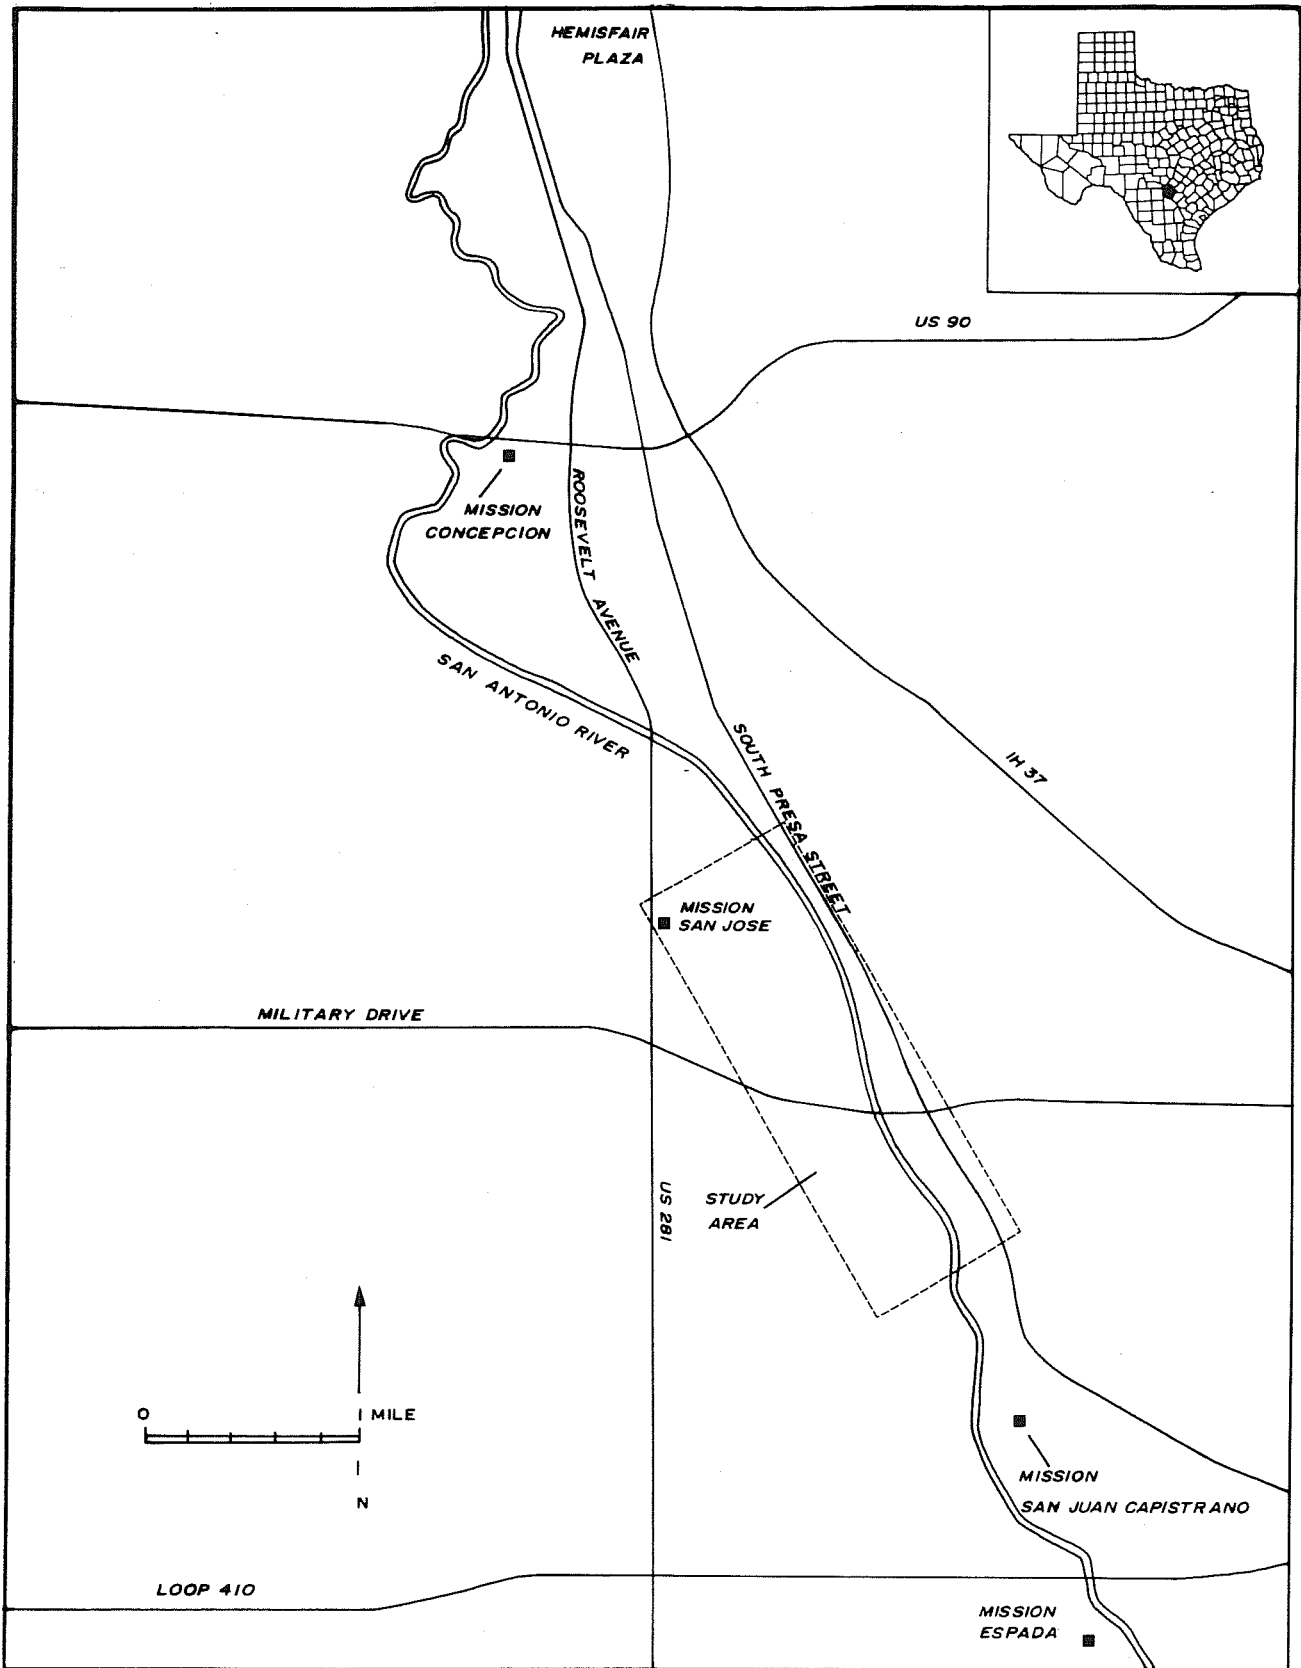 HEMISFAIR
PLAZA
US 90
MISSION
CONCEPCION
ROOSEVELT AVENUE
SAN ANTONIO RIVER
SOUTH PRESA STREET
IH 37
MISSION
SAN JOSE
MILITARY DRIVE
US 281
STUDY
AREA
0
1 MILE
N
MISSION
SAN JUAN CAPISTRANO
LOOP 410
MISSION
ESPADA